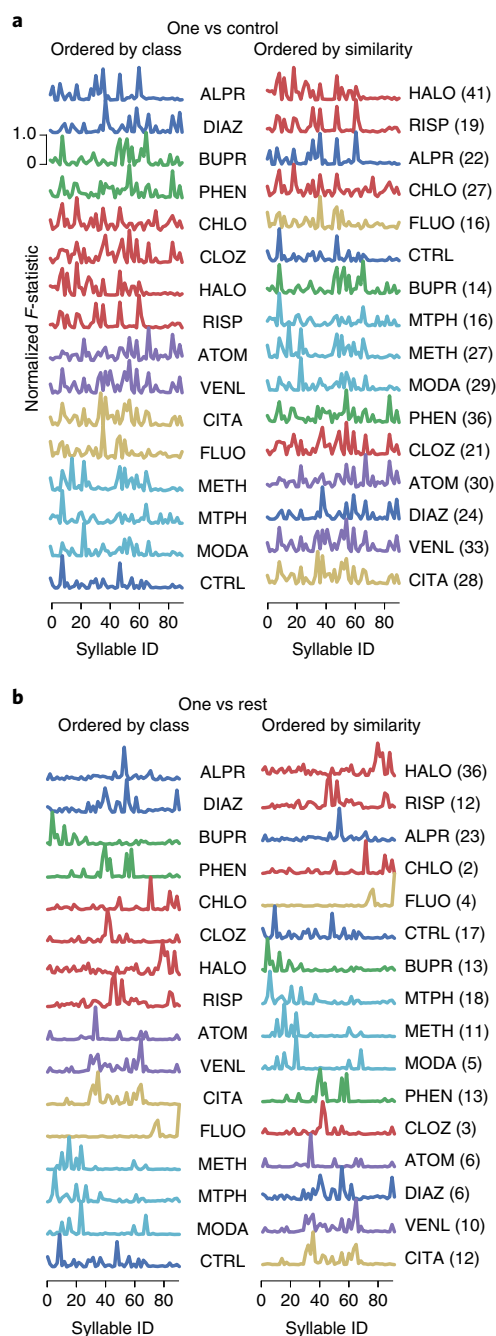 a
One vs control
Ordered by class
Ordered by similarity
ALPR
DIAZ
BUPR
PHEN
CHLO
CLOZ
HALO
RISP
ATOM
VENL
CITA
FLUO
METH
MTPH
MODA
CTRL
1.0
0
Normalized F-statistic
HALO (41)
RISP (19)
ALPR (22)
CHLO (27)
FLUO (16)
CTRL
BUPR (14)
MTPH (16)
METH (27)
MODA (29)
PHEN (36)
CLOZ (21)
ATOM (30)
DIAZ (24)
VENL (33)
CITA (28)
0 20 40 60 80
Syllable ID
0 20 40 60 80
Syllable ID
b
One vs rest
Ordered by class
Ordered by similarity
ALPR
DIAZ
BUPR
PHEN
CHLO
CLOZ
HALO
RISP
ATOM
VENL
CITA
FLUO
METH
MTPH
MODA
CTRL
HALO (36)
RISP (12)
ALPR (23)
CHLO (2)
FLUO (4)
CTRL (17)
BUPR (13)
MTPH (18)
METH (11)
MODA (5)
PHEN (13)
CLOZ (3)
ATOM (6)
DIAZ (6)
VENL (10)
CITA (12)
0 20 40 60 80
Syllable ID
0 20 40 60 80
Syllable ID